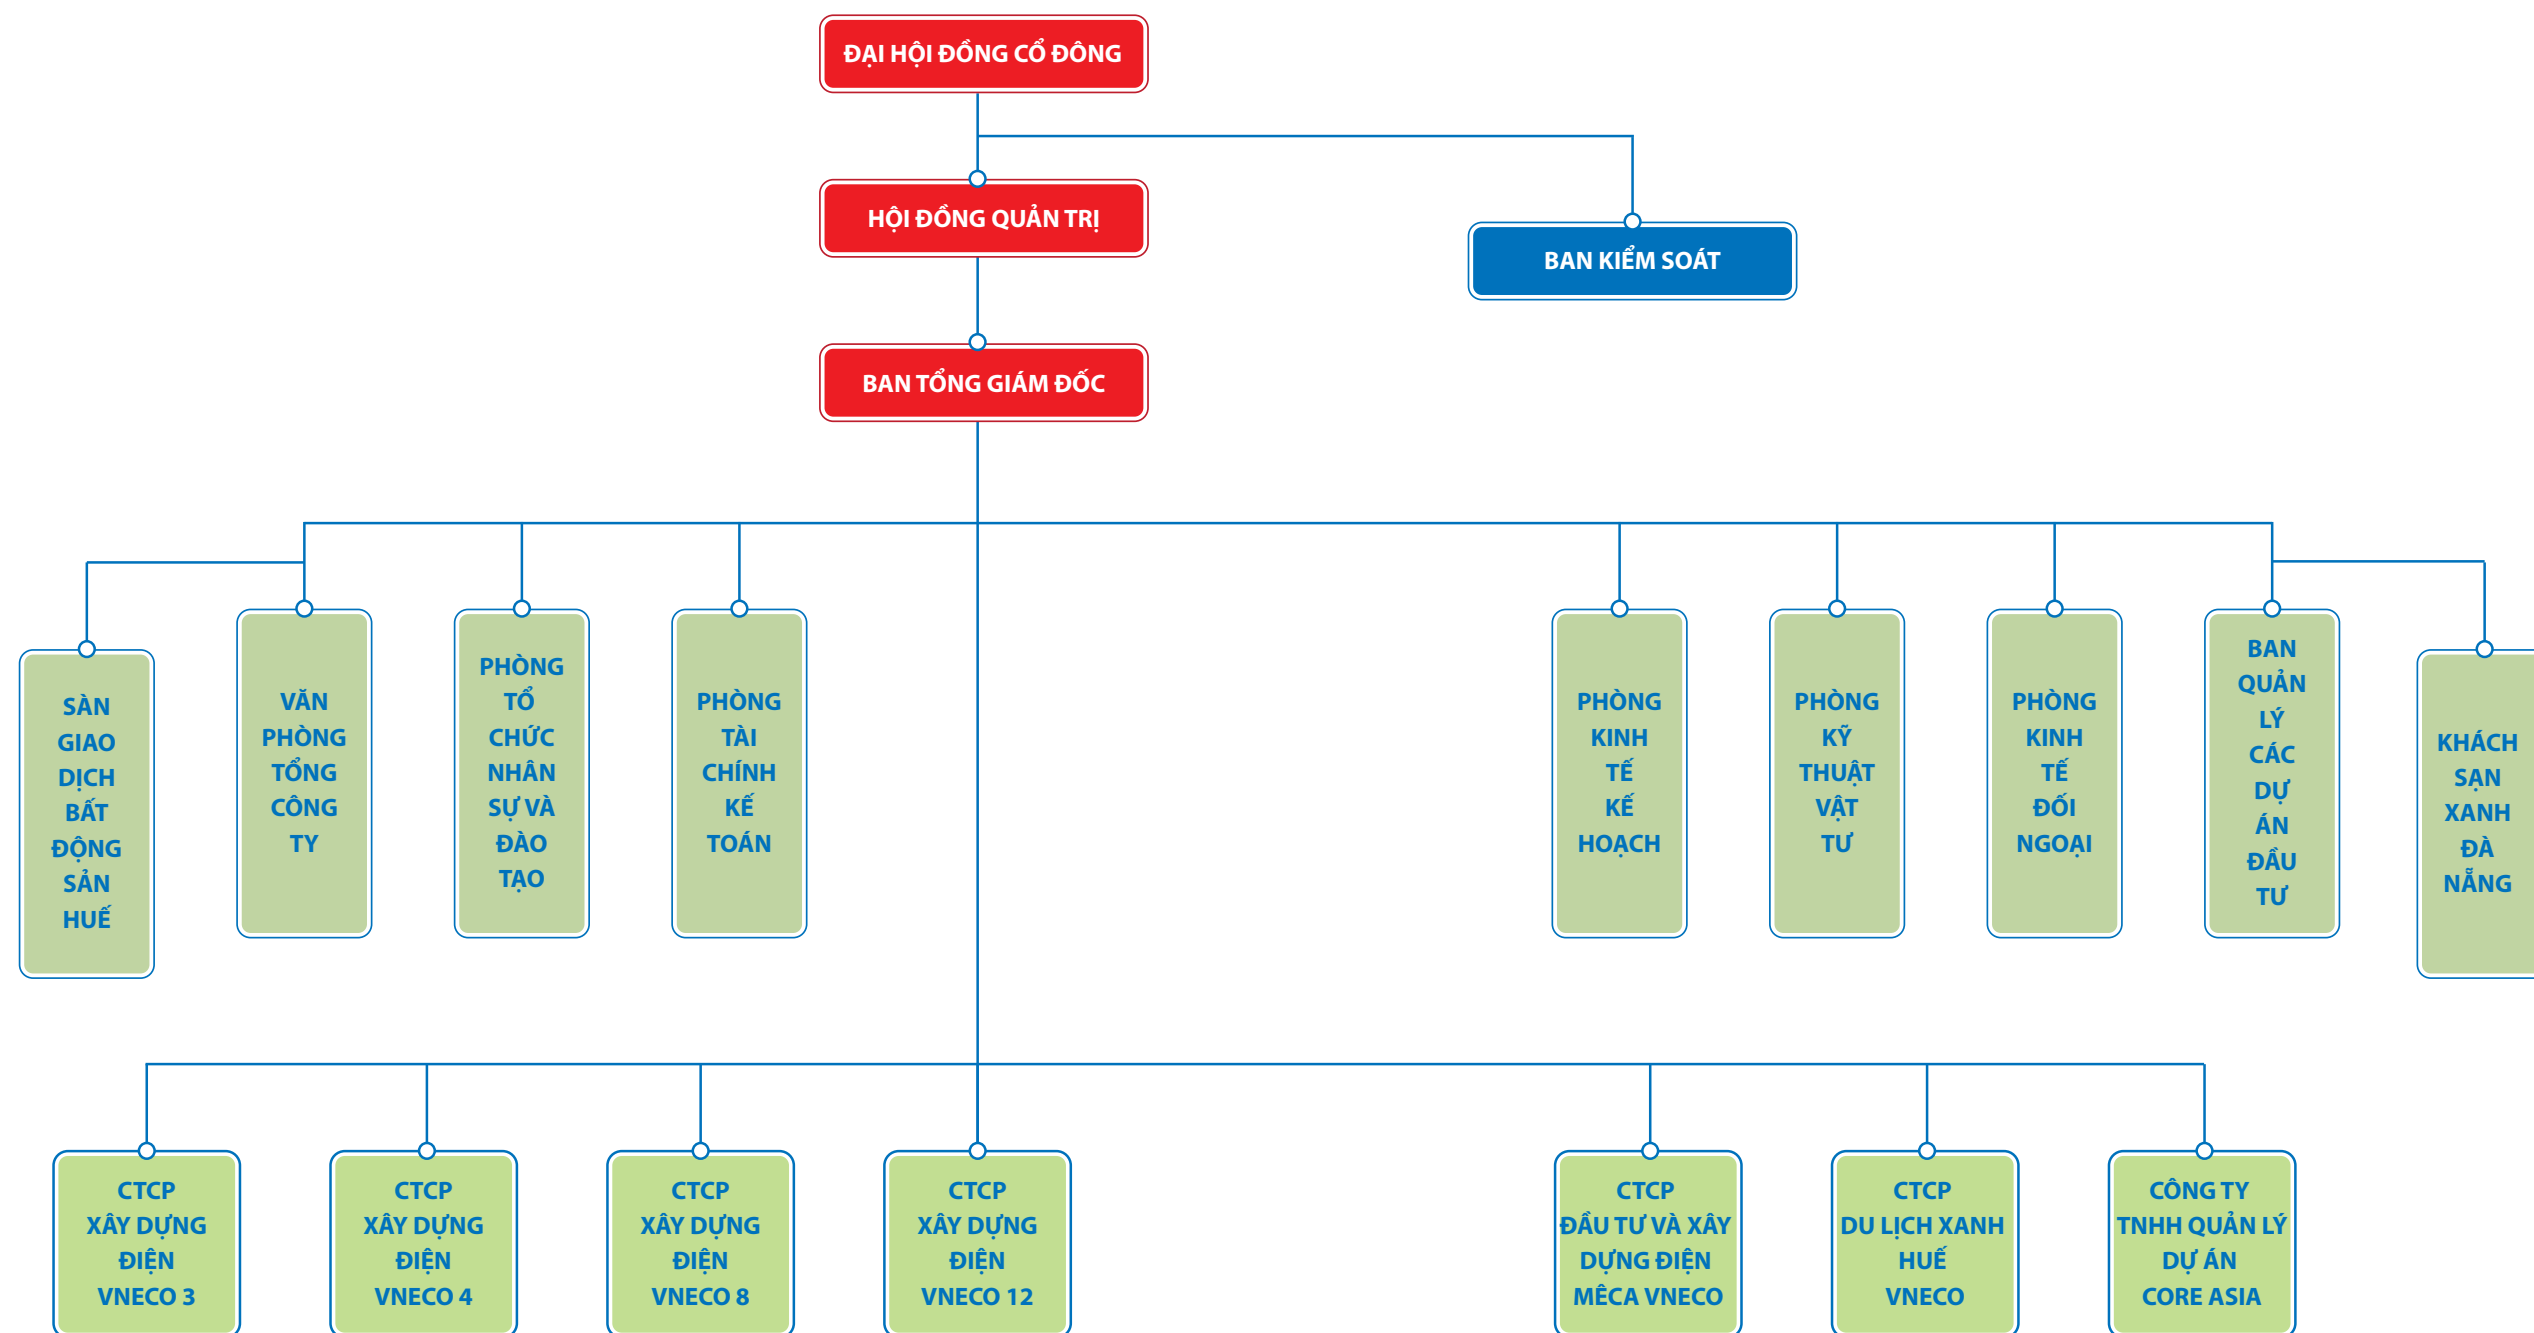 ĐẠI HỘI ĐỒNG CỔ ĐÔNG
HỘI ĐỒNG QUẢN TRỊ
BAN KIỂM SOÁT
BAN TỔNG GIÁM ĐỐC
SÀN
GIAO
DỊCH
BẤT
ĐỘNG
SẢN
HUẾ
VĂN
PHÒNG
TỔNG
CÔNG
TY
PHÒNG
TỔ
CHỨC
NHÂN
SỰ VÀ
ĐÀO
TẠO
PHÒNG
TÀI
CHÍNH
KẾ
TOÁN
PHÒNG
KINH
TẾ
KẾ
HOẠCH
PHÒNG
KỸ
THUẬT
VẬT
TƯ
PHÒNG
KINH
TẾ
ĐỐI
NGOẠI
BAN
QUẢN
LÝ
CÁC
DỰ
ÁN
ĐẦU
TƯ
KHÁCH
SẠN
XANH
ĐÀ
NẴNG
CTCP
XÂY DỰNG
ĐIỆN
VNECO 3
CTCP
XÂY DỰNG
ĐIỆN
VNECO 4
CTCP
XÂY DỰNG
ĐIỆN
VNECO 8
CTCP
XÂY DỰNG
ĐIỆN
VNECO 12
CTCP
ĐẦU TƯ VÀ XÂY
DỰNG ĐIỆN
MÊCA VNECO
CTCP
DU LỊCH XANH
HUẾ
VNECO
CÔNG TY
TNHH QUẢN LÝ
DỰ ÁN
CORE ASIA